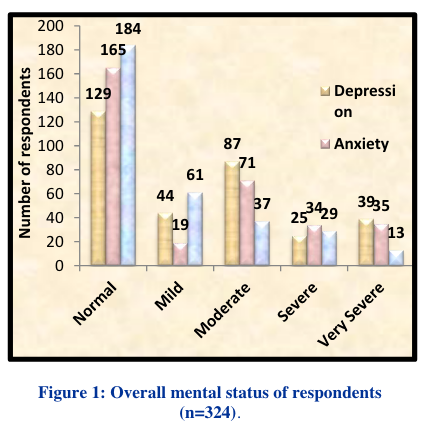 Number of respondents
200
180
160
140
120
100
80
60
40
20
0
129 165 184
44 19 61
87 71 37
25 34 29
39 35 13
Normal
Mild
Moderate
Severe
Very Severe
Depressi
on
Anxiety
Figure 1: Overall mental status of respondents
(n=324).